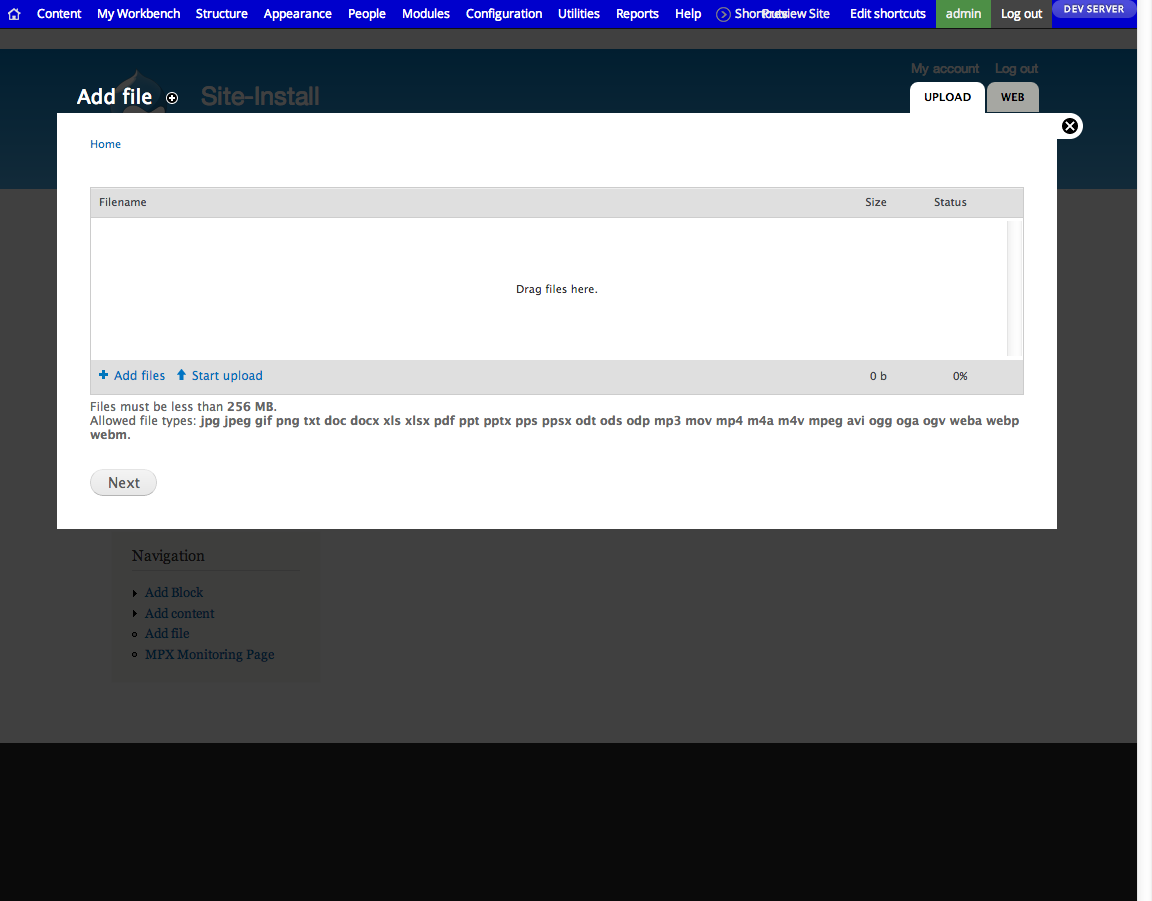 Content My Workbench Structure Appearance People Modules Configuration Utilities Reports Help Shortcuts Preview Site Edit shortcuts admin Log out DEV SERVER
My account Log out
Add file Site-Install
UPLOAD WEB
Home
Filename Size Status
Drag files here.
Add files Start upload 0 b 0%
Files must be less than 256 MB.
Allowed file types: jpg jpeg gif png txt doc docx xls xlsx pdf ppt pptx pps ppsx odt ods odp mp3 mov mp4 m4a m4v mpeg avi ogg oga ogv weba webp
webm.
Next
Navigation
Add Block
Add content
Add file
MPX Monitoring Page